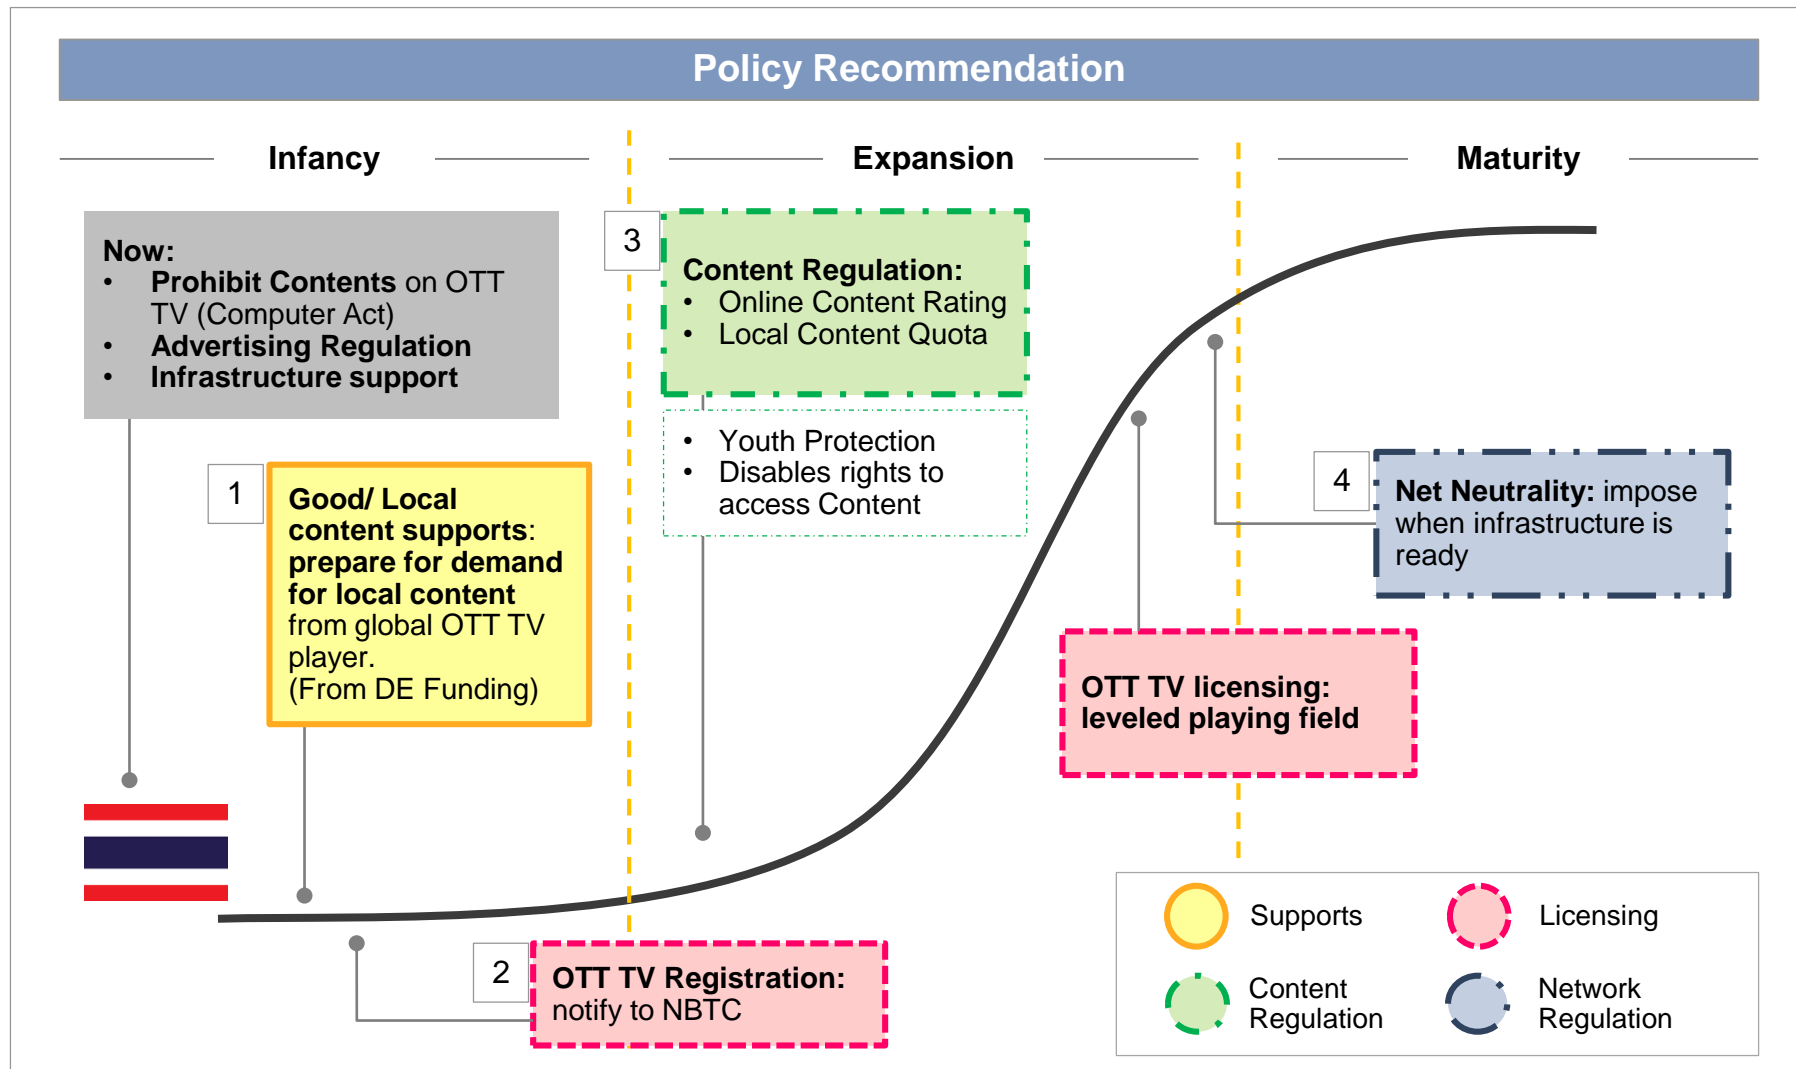 Policy Recommendation
Infancy
Expansion
Maturity
Now:
• Prohibit Contents on OTT
TV (Computer Act)
• Advertising Regulation
• Infrastructure support
1
Good/ Local
content supports:
prepare for demand
for local content
from global OTT TV
player.
(From DE Funding)
2
OTT TV Registration:
notify to NBTC
3
Content Regulation:
• Online Content Rating
• Local Content Quota
• Youth Protection
• Disables rights to
access Content
OTT TV licensing:
leveled playing field
4
Net Neutrality: impose
when infrastructure is
ready
Supports
Licensing
Content
Regulation
Network
Regulation